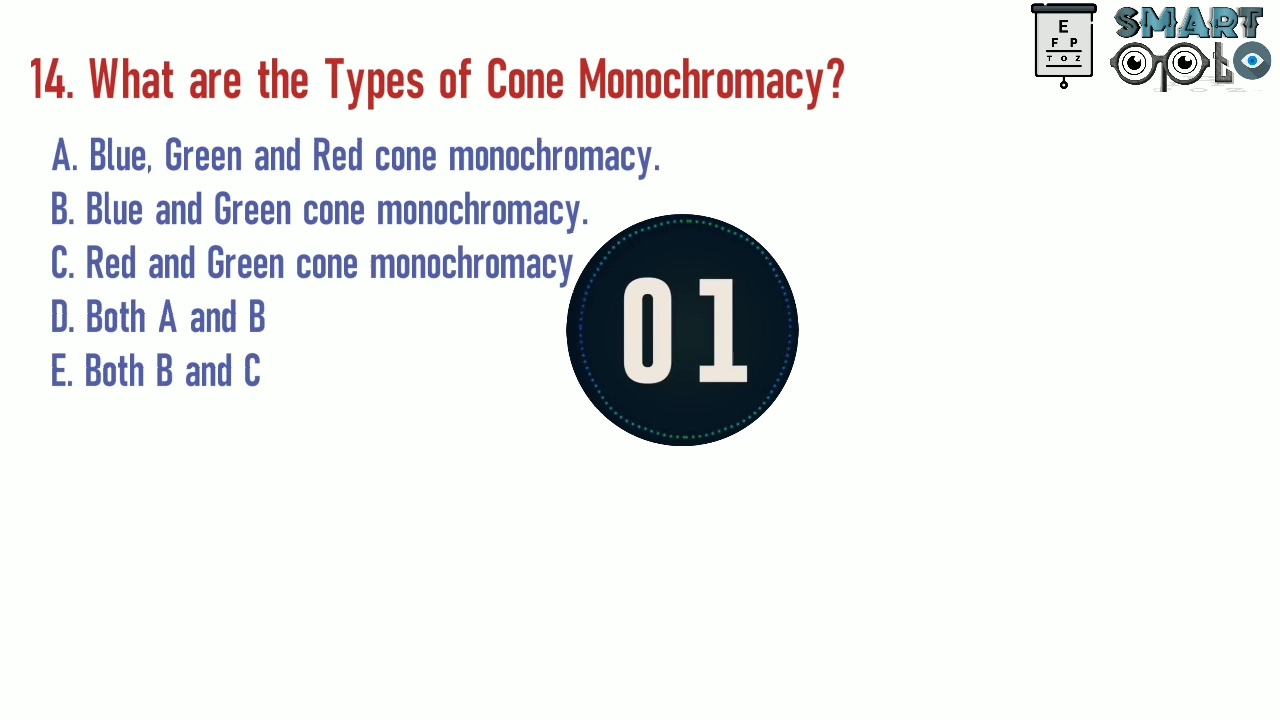 SMART
opt
E
F P
T O Z
14. What are the Types of Cone Monochromacy?
A. Blue, Green and Red cone monochromacy.
B. Blue and Green cone monochromacy.
C. Red and Green cone monochromacy
D. Both A and B
E. Both B and C
01